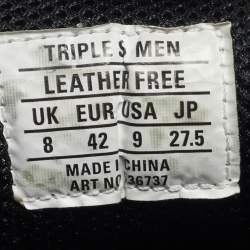 TRIPLE S MEN
LEATHER FREE
UK EUR USA JP
8 42 9 27.5
MADE IN CHINA
ART NO 36737